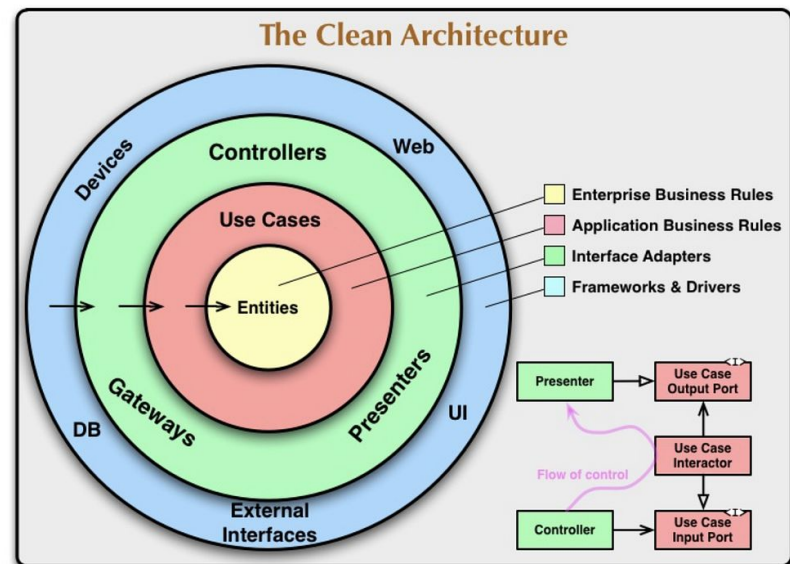 The Clean Architecture
Devices
Web
Controllers
Use Cases
Entities
Gateways
Presenters
DB
UI
External
Interfaces
Enterprise Business Rules
Application Business Rules
Interface Adapters
Frameworks & Drivers
Presenter
<I>
Use Case
Output Port
Use Case
Interactor
Flow of control
Controller
<I>
Use Case
Input Port